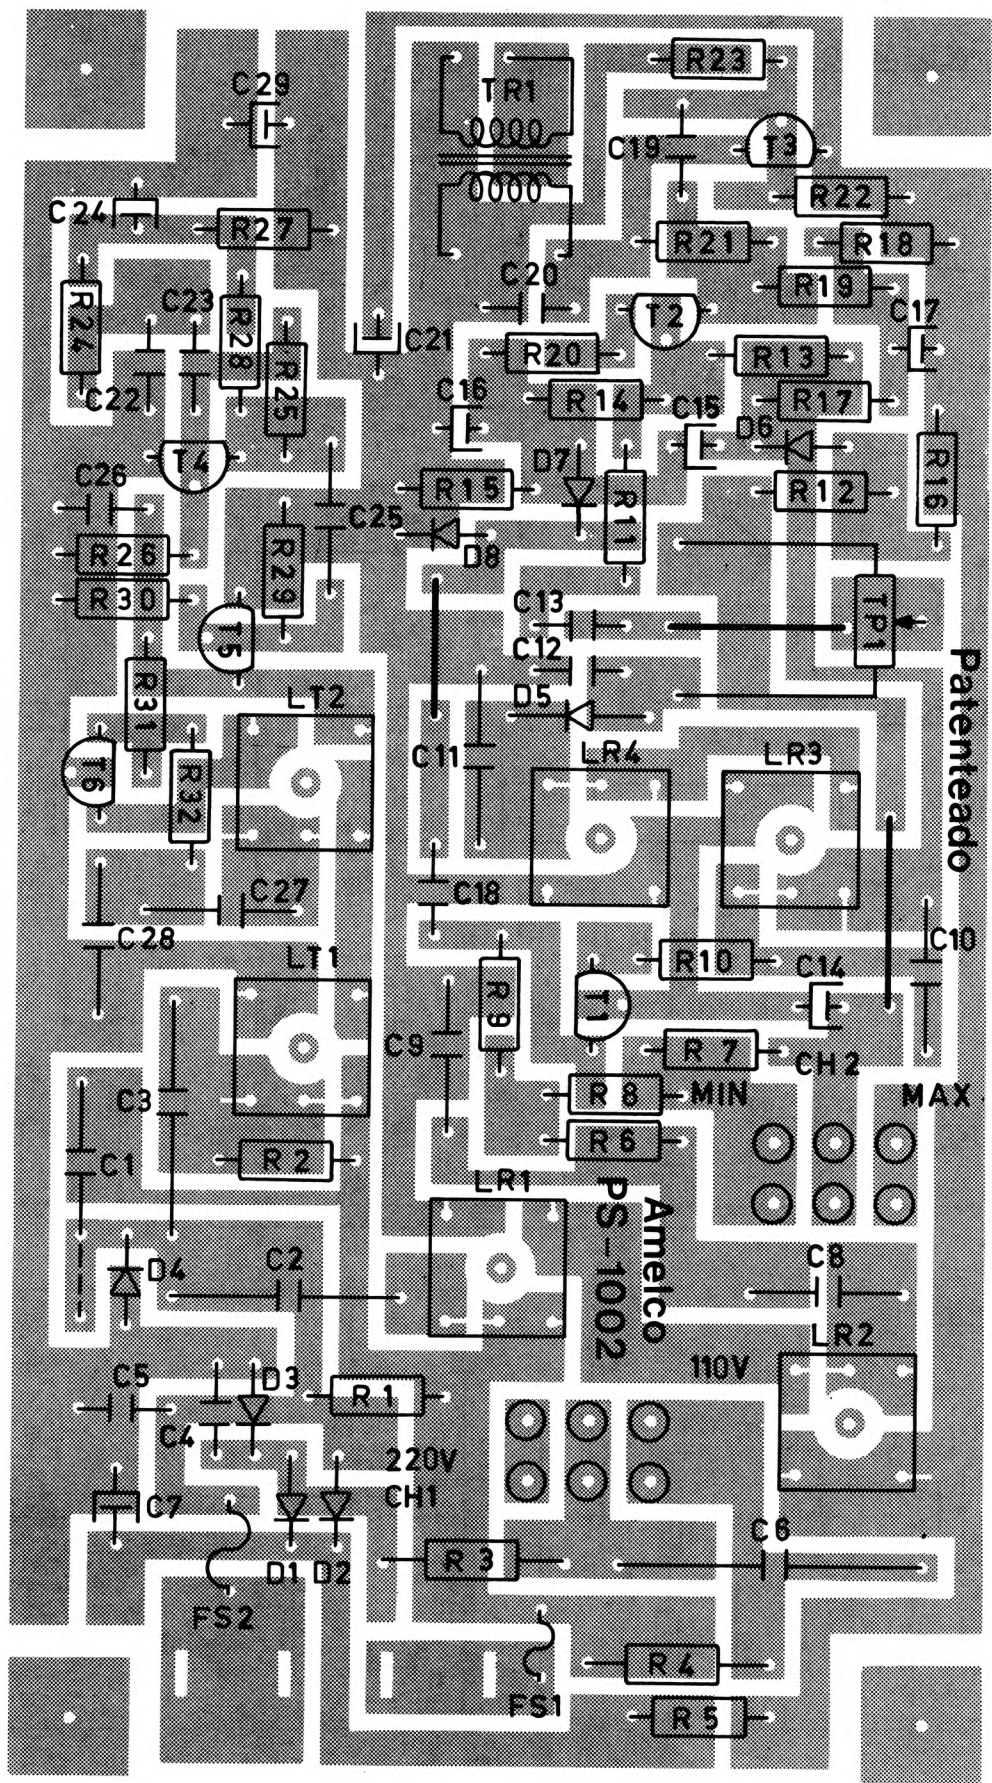 C29
TR1
R23
C19
T3
C24
R27
R22
R21
R18
C20
R19
R24
C23
R28
R25
C21
T2
C17
C22
R20
R13
C16
R14
R17
C15
D6
T4
C26
D7
R15
R11
R12
R16
C25
R26
D8
R29
R30
C13
T5
C12
TP1
R31
LT2
D5
Patenteado
C11
LR4
LR3
T6
R32
C27
C18
C28
LT1
R10
C10
R9
T1
C14
C9
R7
CH2
C3
R8
MIN
MAX
C1
R2
R6
LR1
PS-1002
Amelco
D4
C2
C8
LR2
110V
C5
D3
R1
C4
220V
CH1
C7
C6
D1
D2
R3
FS2
R4
FS1
R5